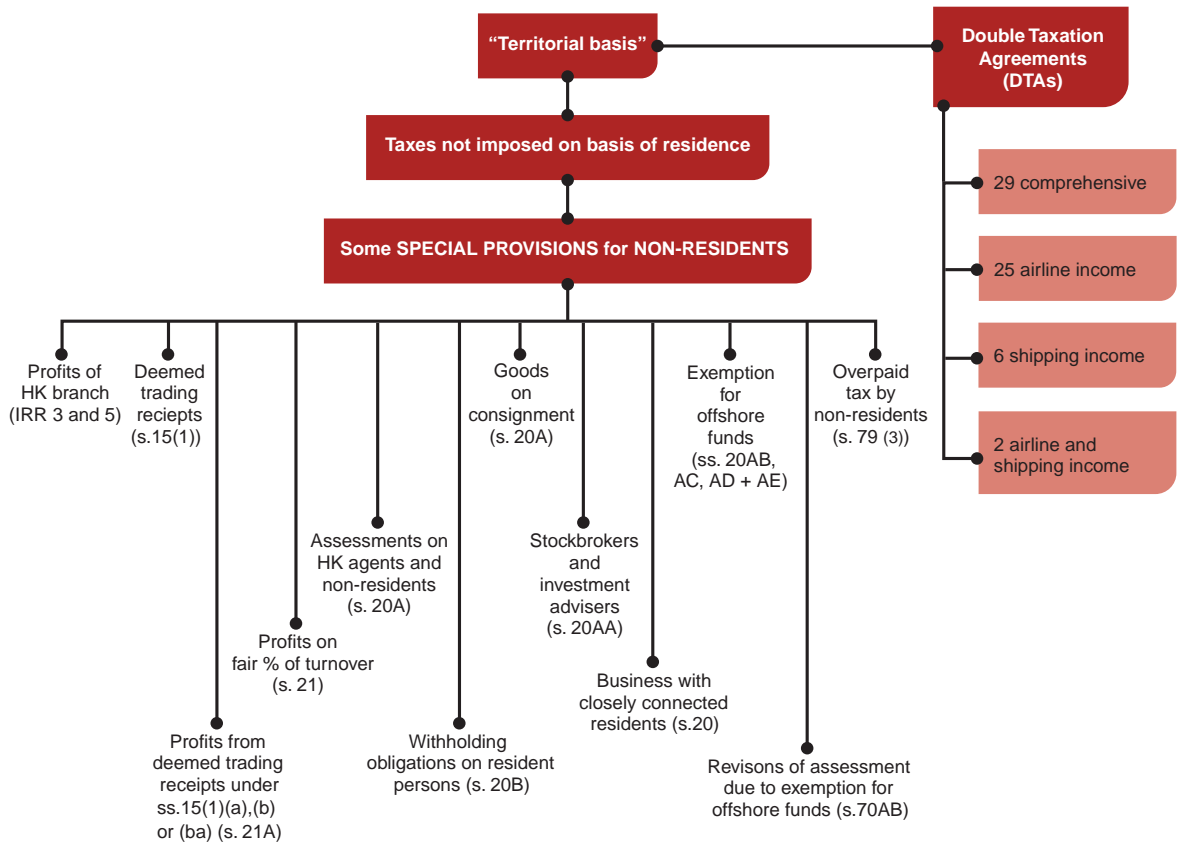 “Territorial basis”
Double Taxation
Agreements
(DTAs)
Taxes not imposed on basis of residence
Some SPECIAL PROVISIONS for NON-RESIDENTS
29 comprehensive
25 airline income
6 shipping income
2 airline and
shipping income
Profits of
HK branch
(IRR 3 and 5)
Deemed
trading
reciepts
(s.15(1))
Goods
on
consignment
(s. 20A)
Exemption
for
offshore
funds
(ss. 20AB,
AC, AD + AE)
Overpaid
tax by
non-residents
(s. 79 (3))
Assessments on
HK agents and
non-residents
(s. 20A)
Stockbrokers
and
investment
advisers
(s. 20AA)
Profits on
fair % of turnover
(s. 21)
Business with
closely connected
residents (s.20)
Profits from
deemed trading
receipts under
ss.15(1)(a),(b)
or (ba) (s. 21A)
Withholding
obligations on resident
persons (s. 20B)
Revisons of assessment
due to exemption for
offshore funds (s.70AB)